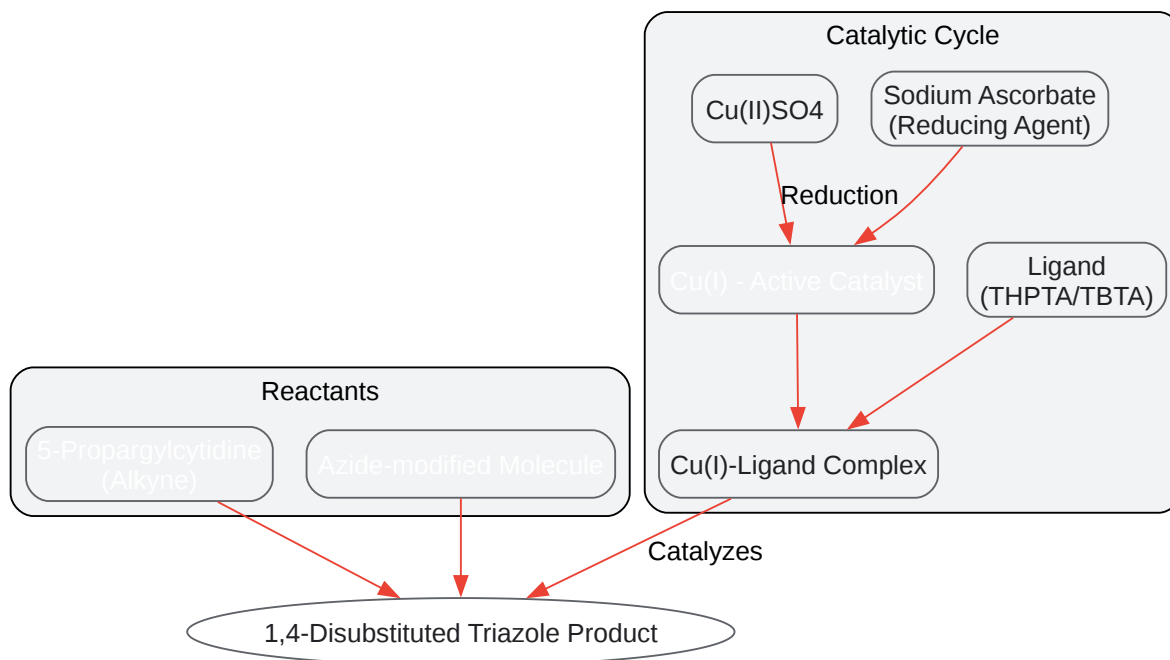 Catalytic Cycle
Cu(II)SO4
Sodium Ascorbate
(Reducing Agent)
Reduction
Cu(I) - Active Catalyst
Ligand
(THPTA/TBTA)
Reactants
5-Propargylcytidine
(Alkyne)
Azide-modified Molecule
Cu(I)-Ligand Complex
Catalyzes
1,4-Disubstituted Triazole Product